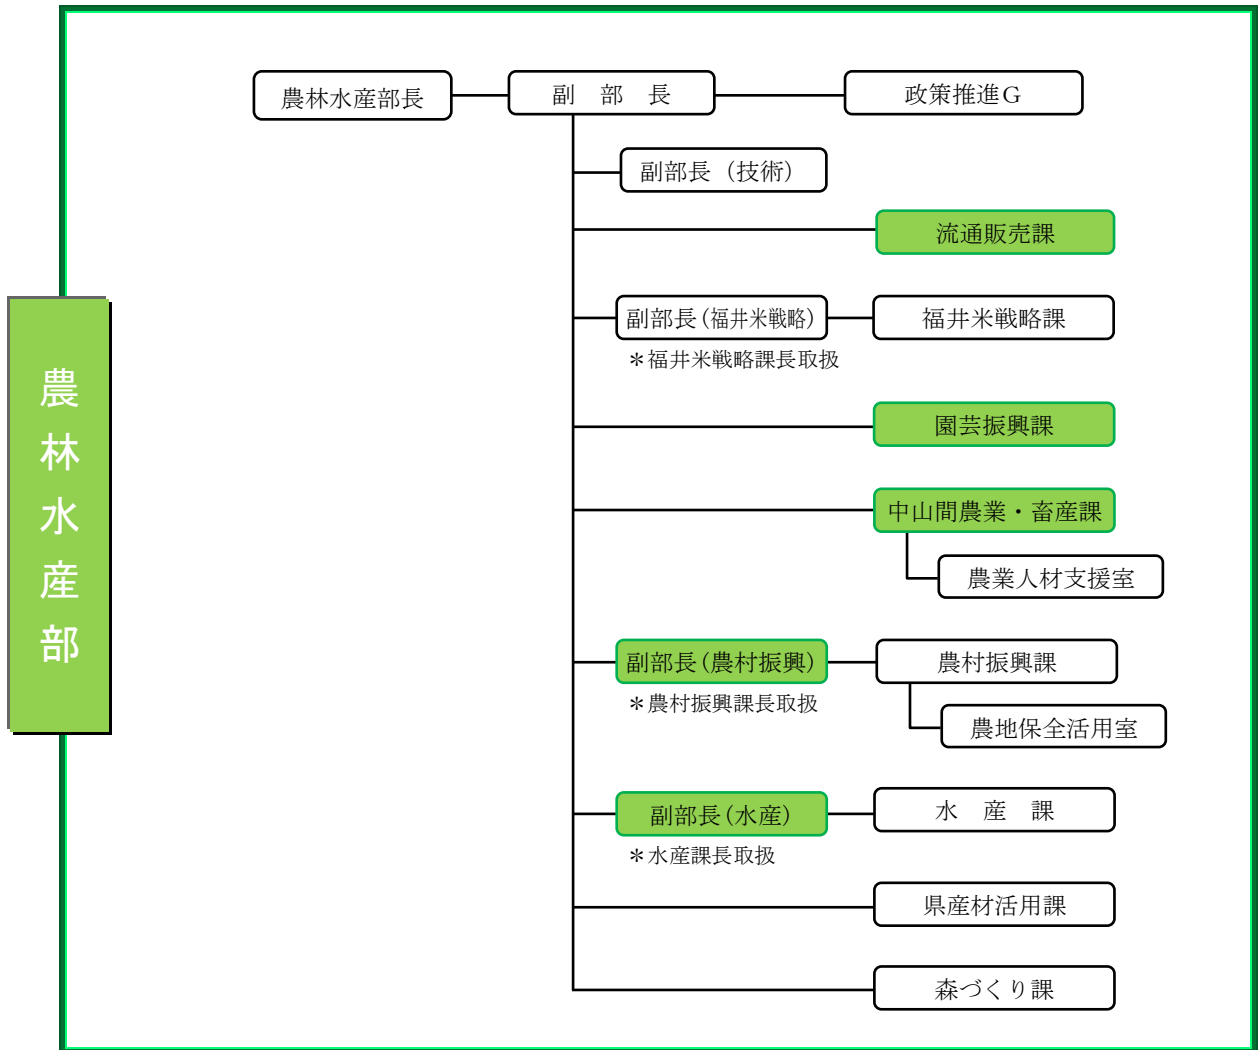 農林水産部
農林水産部長
副　部　長
政策推進G
副部長（技術）
流通販売課
副部長(福井米戦略)
福井米戦略課
＊福井米戦略課長取扱
園芸振興課
中山間農業・畜産課
農業人材支援室
副部長(農村振興)
農村振興課
＊農村振興課長取扱
農地保全活用室
副部長(水産)
水　産　課
＊水産課長取扱
県産材活用課
森づくり課